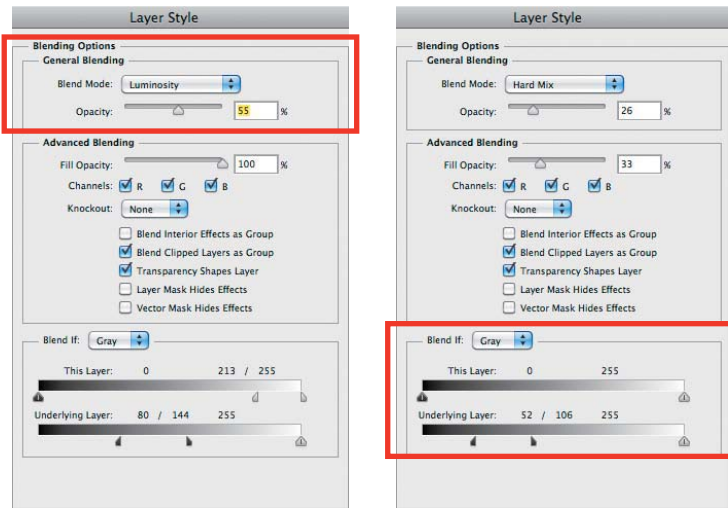 Layer Style
Blending Options
General Blending
Blend Mode: Luminosity
Opacity: 55 %
Advanced Blending
Fill Opacity: 100 %
Channels: R G B
Knockout: None
Blend Interior Effects as Group
Blend Clipped Layers as Group
Transparency Shapes Layer
Layer Mask Hides Effects
Vector Mask Hides Effects
Blend If: Gray
This Layer: 0 213 / 255
Underlying Layer: 80 / 144 255
Layer Style
Blending Options
General Blending
Blend Mode: Hard Mix
Opacity: 26 %
Advanced Blending
Fill Opacity: 33 %
Channels: R G B
Knockout: None
Blend Interior Effects as Group
Blend Clipped Layers as Group
Transparency Shapes Layer
Layer Mask Hides Effects
Vector Mask Hides Effects
Blend If: Gray
This Layer: 0 255
Underlying Layer: 52 / 106 255